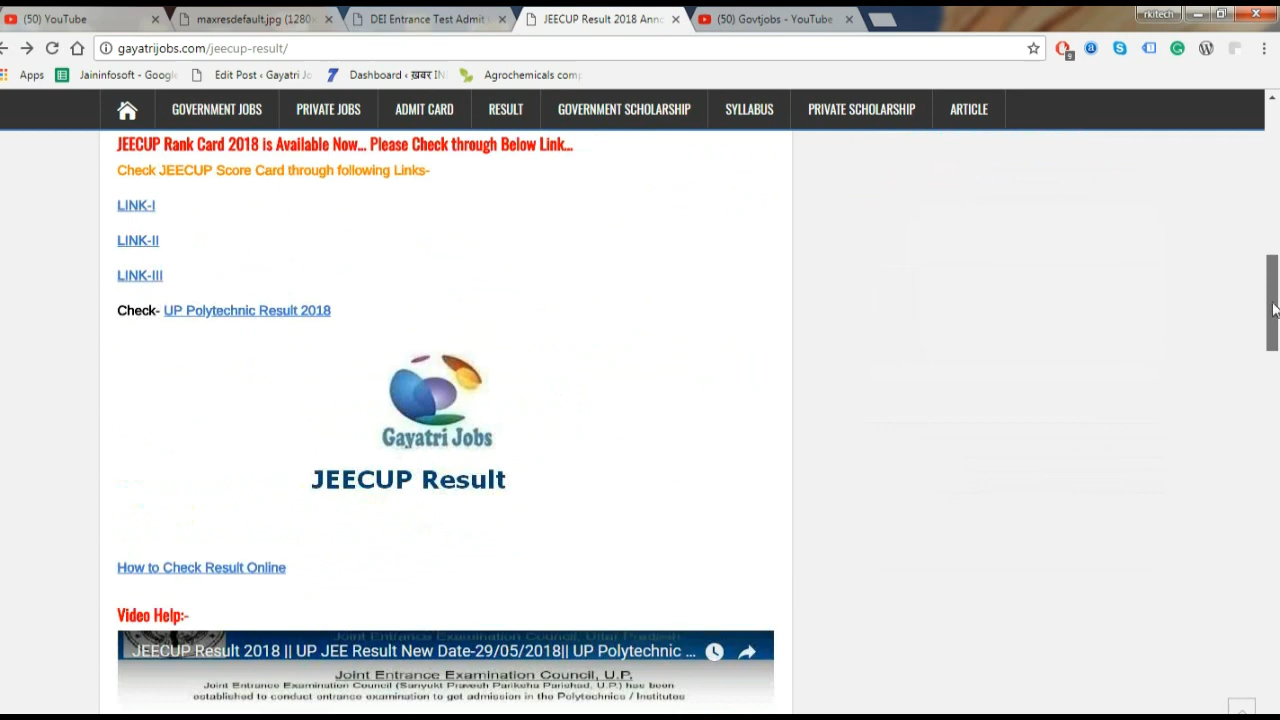 (50) YouTube
maxresdefault.jpg (1280×
DEI Entrance Test Admit
JEECUP Result 2018 Anno
(50) Govtjobs - YouTube
rkitech
gayatrijobs.com/jeecup-result/
9
Apps
Jaininfosoft - Google
Edit Post ‹ Gayatri Jo
Dashboard ‹ ख़बर IN
Agrochemicals com
GOVERNMENT JOBS
PRIVATE JOBS
ADMIT CARD
RESULT
GOVERNMENT SCHOLARSHIP
SYLLABUS
PRIVATE SCHOLARSHIP
ARTICLE
JEECUP Rank Card 2018 is Available Now... Please Check through Below Link...
Check JEECUP Score Card through following Links-
LINK-I
LINK-II
LINK-III
Check- UP Polytechnic Result 2018
Gayatri Jobs
JEECUP Result
How to Check Result Online
Video Help:-
Joint Entrance Examination Council, Uttar Pradesh
JEECUP Result 2018 || UP JEE Result New Date-29/05/2018|| UP Polytechnic ...
Joint Entrance Examination Council, U.P.
Joint Entrance Examination Council (Sanyukt Pravesh Pariksha Parishad, U.P.) has been
established to conduct entrance examination to get admission in the Polytechnics / Institutes